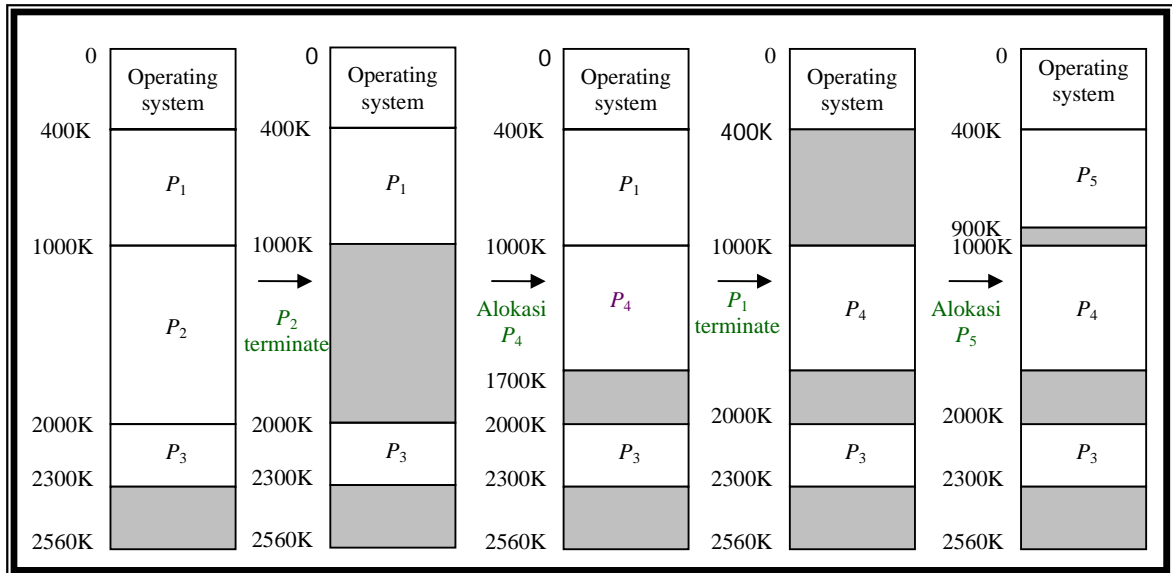 0
Operating
system
400K
P₁
1000K
P₂
2000K
P₃
2300K
2560K
P₂
terminate
0
Operating
system
400K
P₁
1000K
2000K
P₃
2300K
2560K
Alokasi
P₄
0
Operating
system
400K
P₁
1000K
P₄
1700K
2000K
P₃
2300K
2560K
P₁
terminate
0
Operating
system
400K
1000K
P₄
2000K
P₃
2300K
2560K
Alokasi
P₅
0
Operating
system
400K
P₅
900K
1000K
P₄
2000K
P₃
2300K
2560K